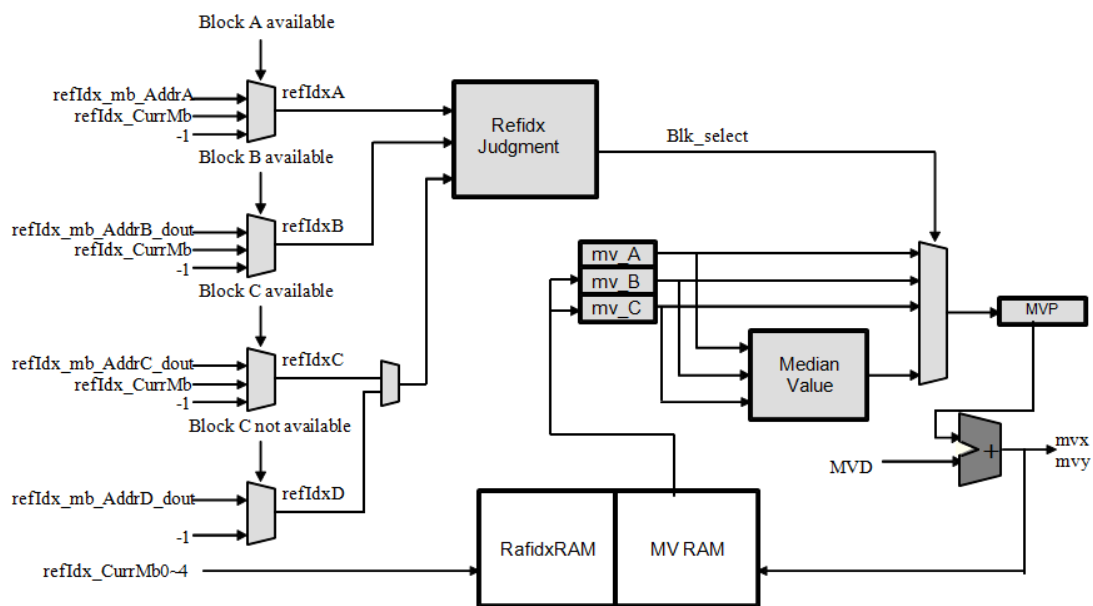 Block A available
refIdx_mb_AddrA
refIdx_CurrMb
-1
refIdxA
Block B available
refIdx_mb_AddrB_dout
refIdx_CurrMb
-1
refIdxB
Block C available
refIdx_mb_AddrC_dout
refIdx_CurrMb
-1
refIdxC
Block C not available
refIdx_mb_AddrD_dout
-1
refIdxD
refIdx_CurrMb0~4
Refidx
Judgment
Blk_select
mv_A
mv_B
mv_C
Median
Value
MVP
MVD
+
mvx
mvy
RafidxRAM
MV RAM